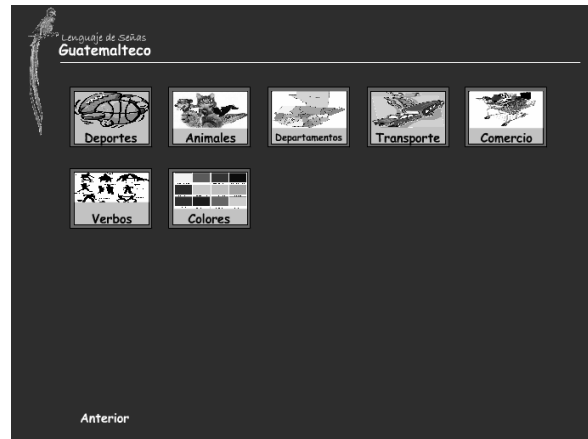 Lenguaje de Señas
Guatemalteco
Deportes
Animales
Departamentos
Transporte
Comercio
Verbos
Colores
Anterior